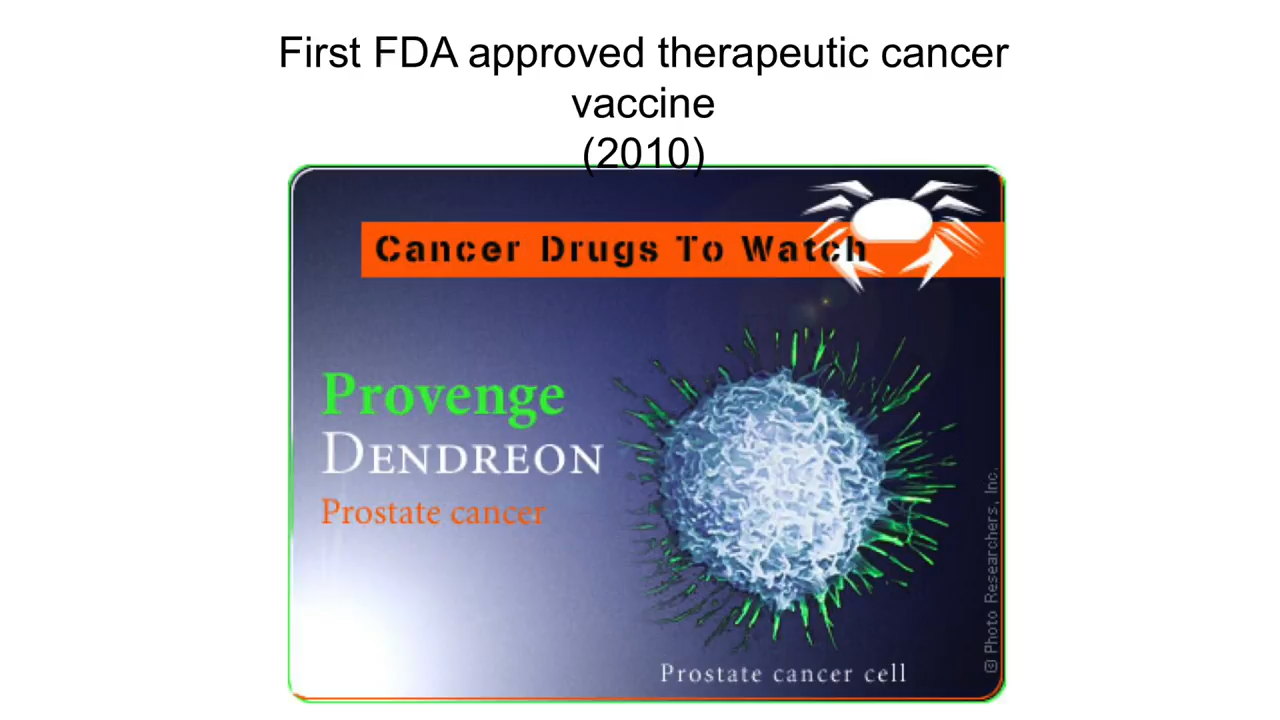 First FDA approved therapeutic cancer
vaccine
(2010)
Cancer Drugs To Watch
Provenge
DENDREON
Prostate cancer
Prostate cancer cell
© Photo Researchers, Inc.